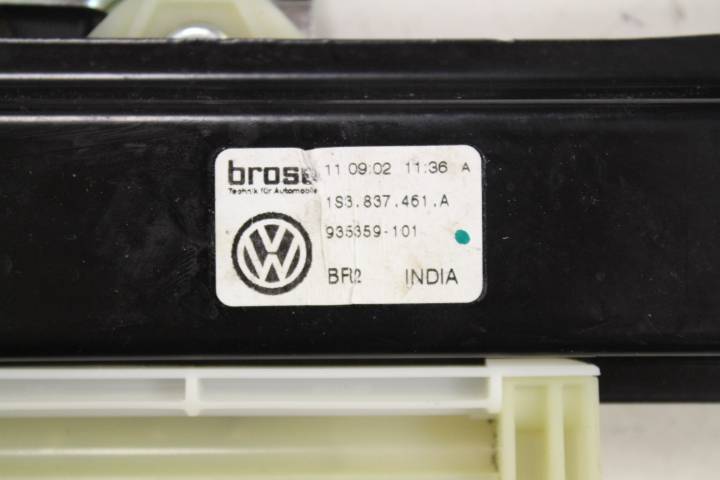 brose 11 09:02 11:36 A
Technik für Automobile
1S3.837.461.A
935359-101
BR2 INDIA